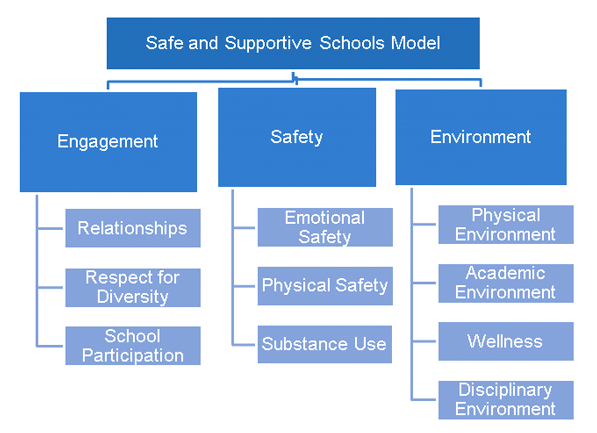 Safe and Supportive Schools Model
Engagement
Safety
Environment
Relationships
Respect for
Diversity
School
Participation
Emotional
Safety
Physical Safety
Substance Use
Physical
Environment
Academic
Environment
Wellness
Disciplinary
Environment